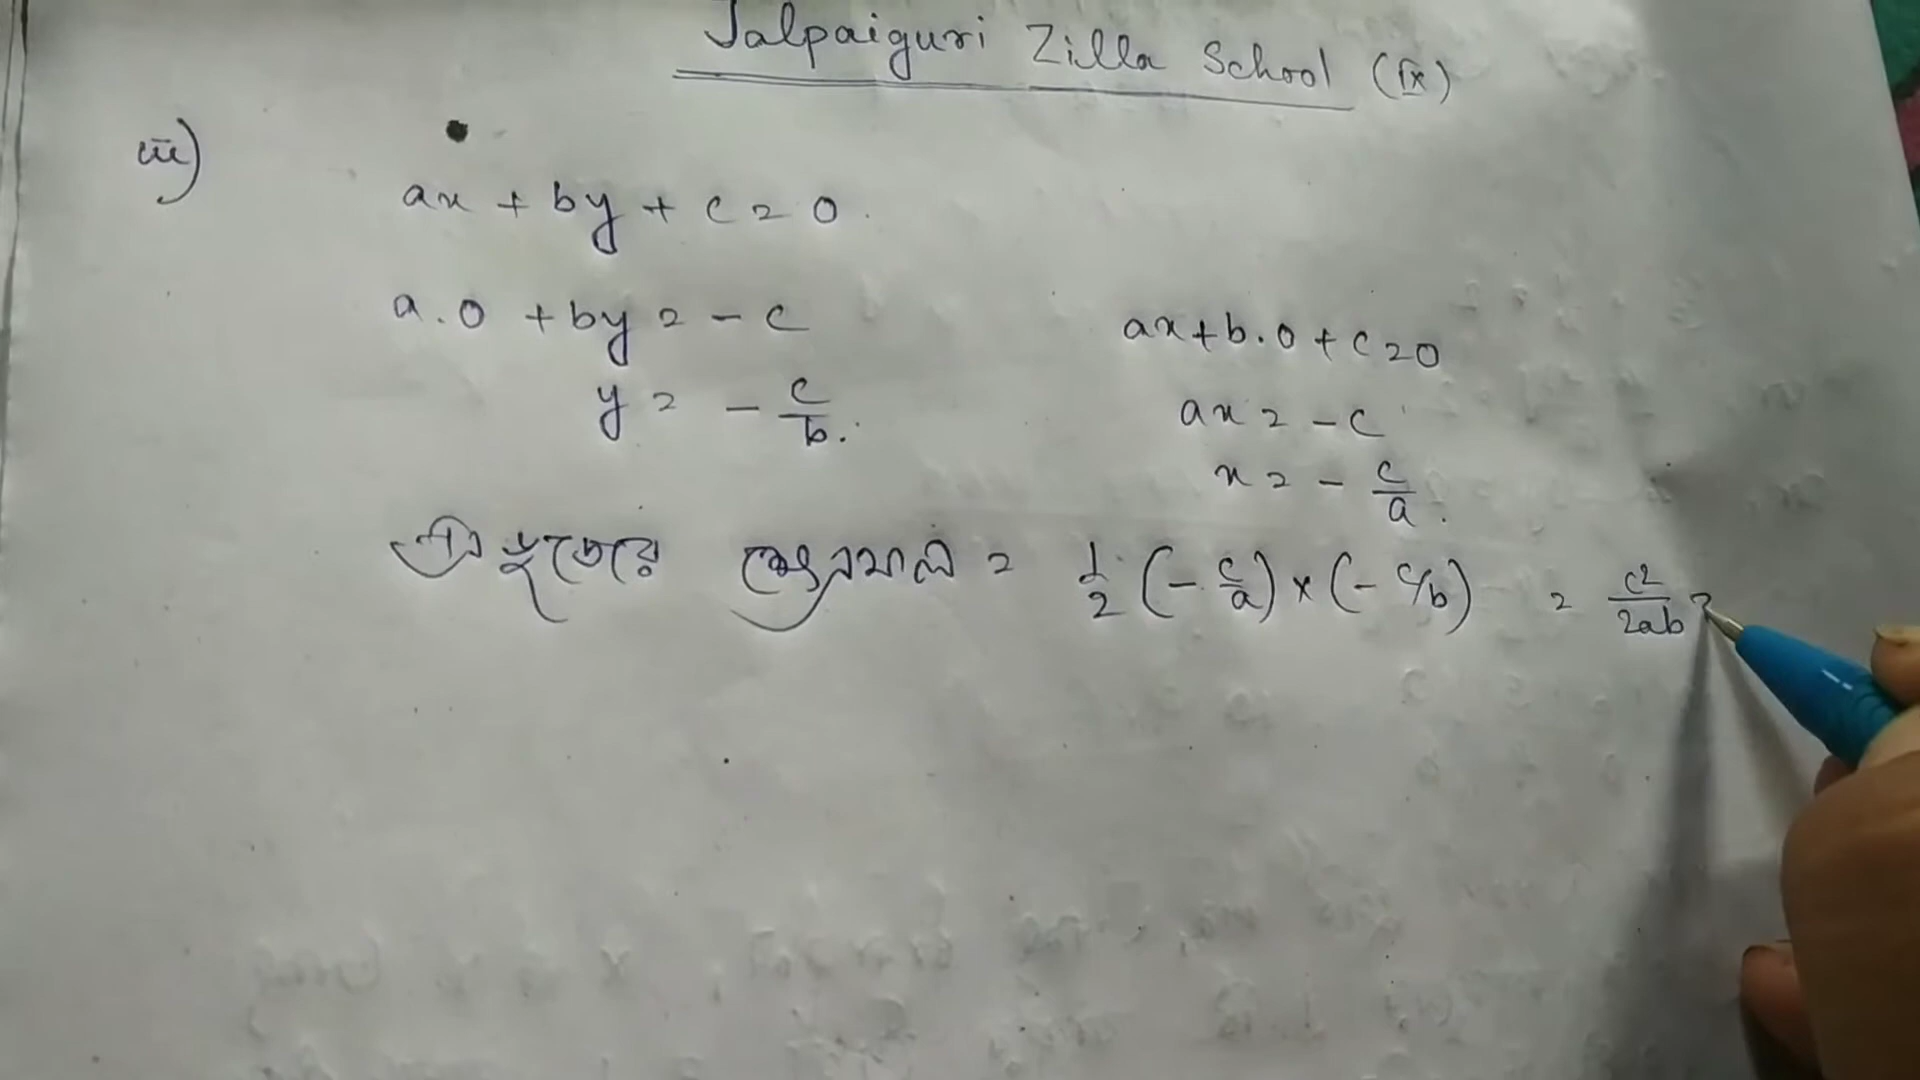 Jalpaiguri Zilla School (IX)
iii)
ax + by + c = 0
a.0 + by = -c
y = - c/b.
ax + b.0 + c = 0
ax = -c
x = - c/a.
ত্রিভুজের ক্ষেত্রফল = 1/2 (- c/a) × (- c/b) = c²/2ab =